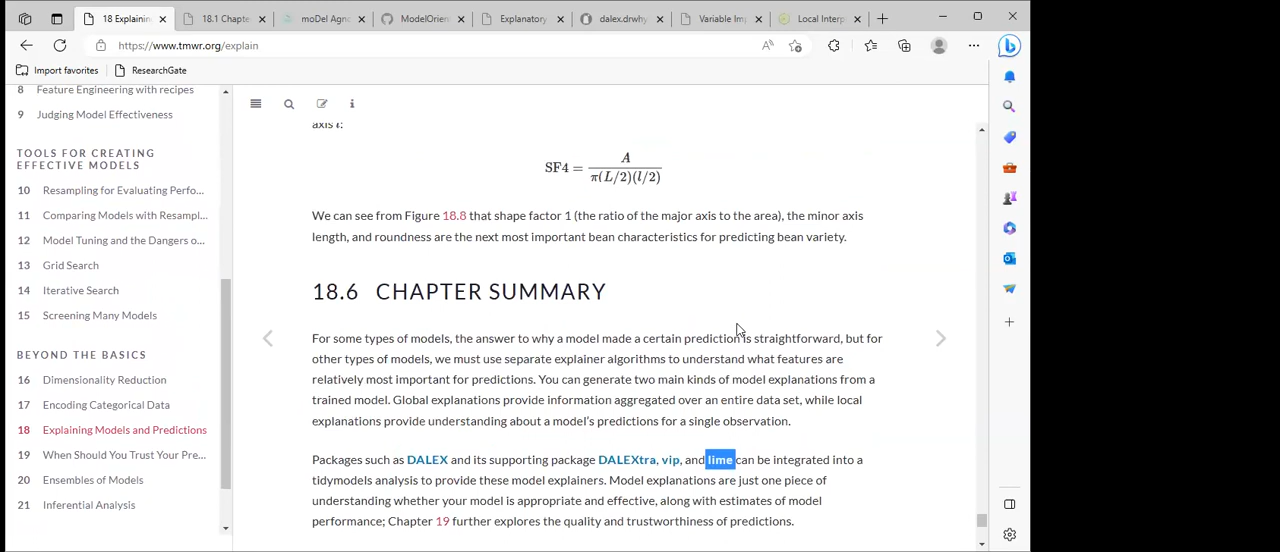 18 Explainin
18.1 Chapte
moDel Agn
ModelOrien
Explanatory
dalex.drwhy
Variable Im
Local Interp
https://www.tmwr.org/explain
Import favorites
ResearchGate
8 Feature Engineering with recipes
9 Judging Model Effectiveness
TOOLS FOR CREATING
EFFECTIVE MODELS
10 Resampling for Evaluating Perfo...
11 Comparing Models with Resampl...
12 Model Tuning and the Dangers o...
13 Grid Search
14 Iterative Search
15 Screening Many Models
BEYOND THE BASICS
16 Dimensionality Reduction
17 Encoding Categorical Data
18 Explaining Models and Predictions
19 When Should You Trust Your Pre...
20 Ensembles of Models
21 Inferential Analysis
axis ℓ:
SF4 = A / π(L/2)(l/2)
We can see from Figure 18.8 that shape factor 1 (the ratio of the major axis to the area), the minor axis
length, and roundness are the next most important bean characteristics for predicting bean variety.
18.6 CHAPTER SUMMARY
For some types of models, the answer to why a model made a certain prediction is straightforward, but for
other types of models, we must use separate explainer algorithms to understand what features are
relatively most important for predictions. You can generate two main kinds of model explanations from a
trained model. Global explanations provide information aggregated over an entire data set, while local
explanations provide understanding about a model's predictions for a single observation.
Packages such as DALEX and its supporting package DALEXtra, vip, and lime can be integrated into a
tidymodels analysis to provide these model explainers. Model explanations are just one piece of
understanding whether your model is appropriate and effective, along with estimates of model
performance; Chapter 19 further explores the quality and trustworthiness of predictions.